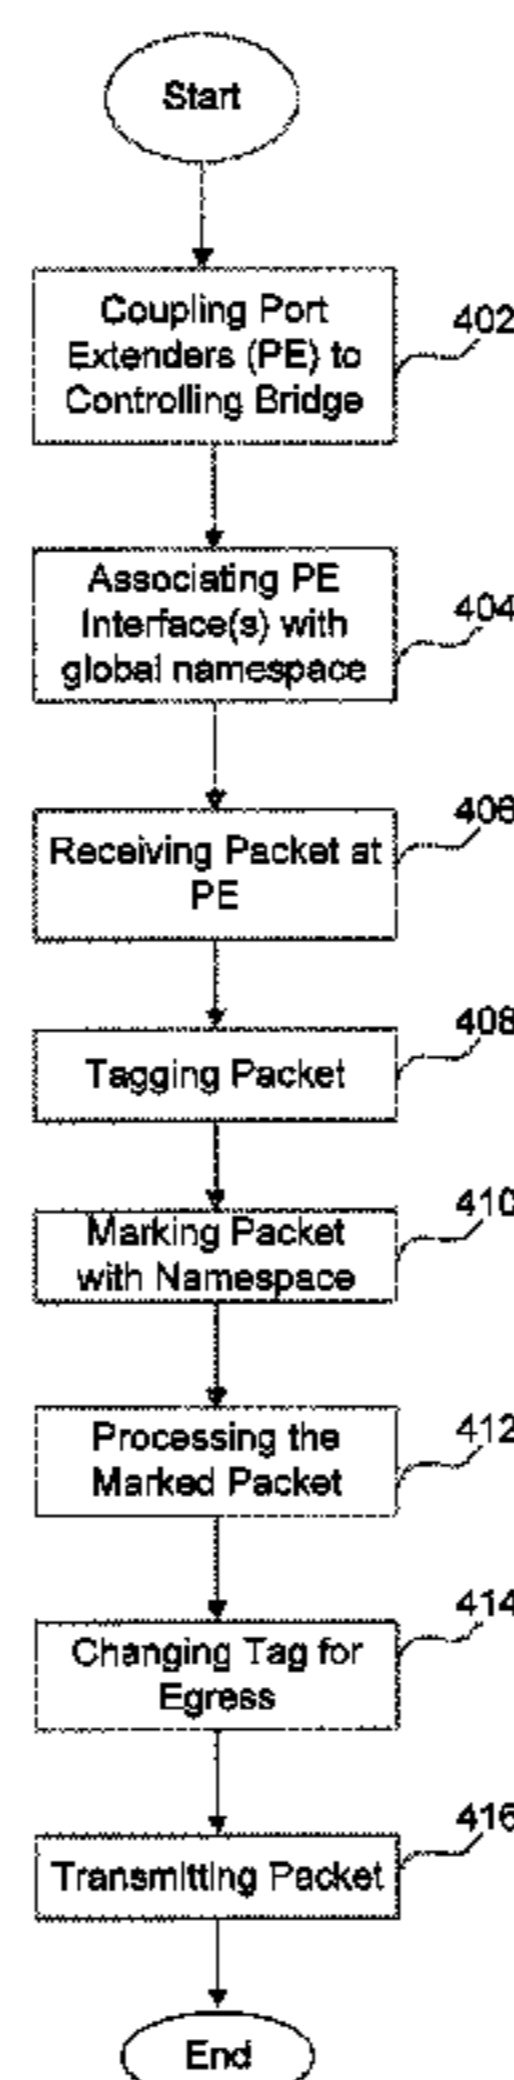 Start
Coupling Port
Extenders (PE) to
Controlling Bridge
402
Associating PE
Interface(s) with
global namespace
404
Receiving Packet at
PE
406
Tagging Packet
408
Marking Packet
with Namespace
410
Processing the
Marked Packet
412
Changing Tag for
Egress
414
Transmitting Packet
416
End